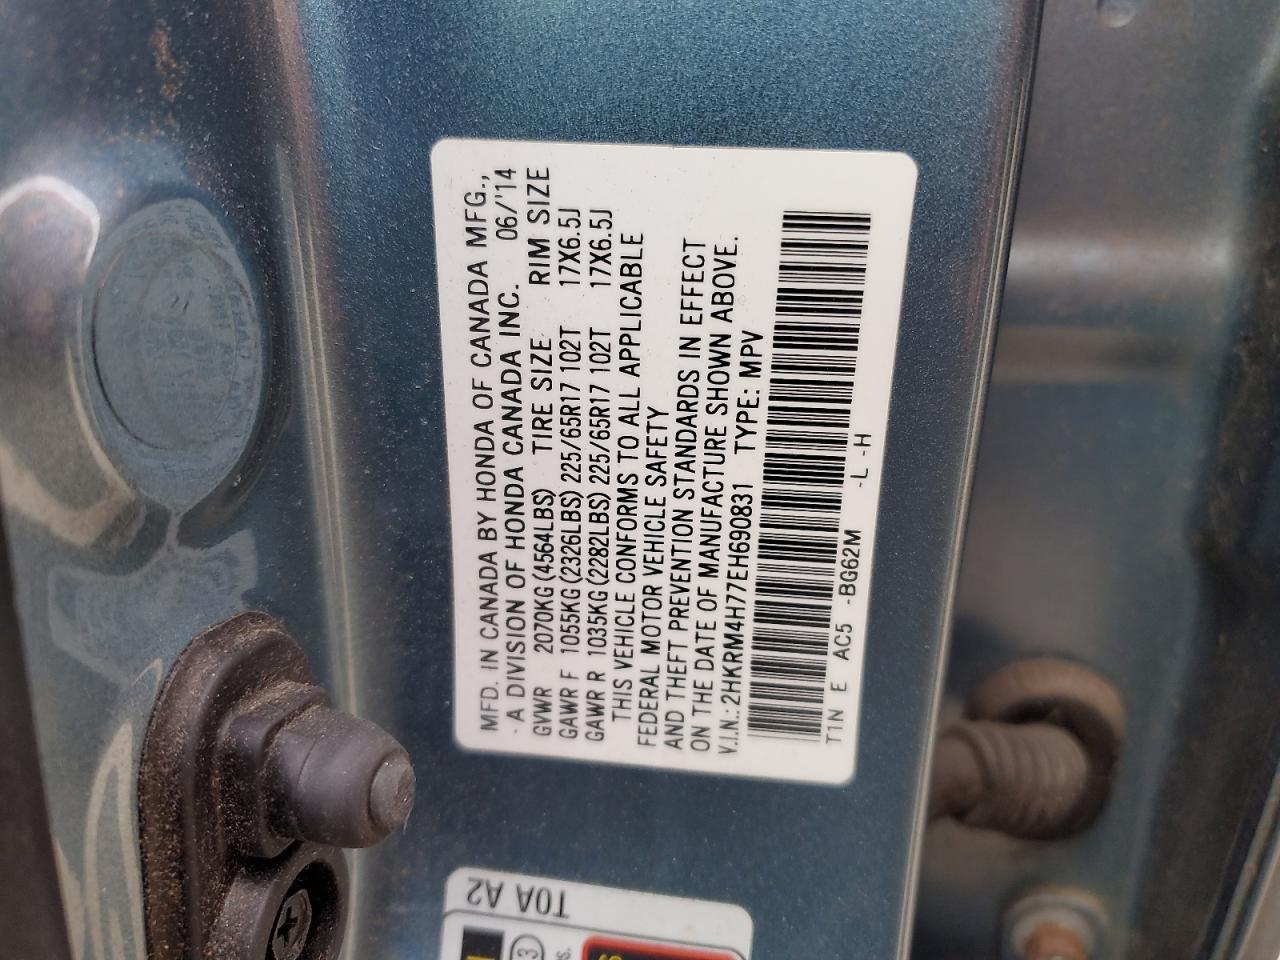 MFD. IN CANADA BY HONDA OF CANADA MFG.,
A DIVISION OF HONDA CANADA INC. 06/'14
GVWR 2070KG(4564LBS) TIRE SIZE RIM SIZE
GAWR F 1055KG(2326LBS) 225/65R17 102T 17X6.5J
GAWR R 1035KG(2282LBS) 225/65R17 102T 17X6.5J
THIS VEHICLE CONFORMS TO ALL APPLICABLE
FEDERAL MOTOR VEHICLE SAFETY
AND THEFT PREVENTION STANDARDS IN EFFECT
ON THE DATE OF MANUFACTURE SHOWN ABOVE.
V.I.N.: 2HKRM4H77EH690831 TYPE: MPV
T1N E AC5 -BG62M -L -H
T0A A2